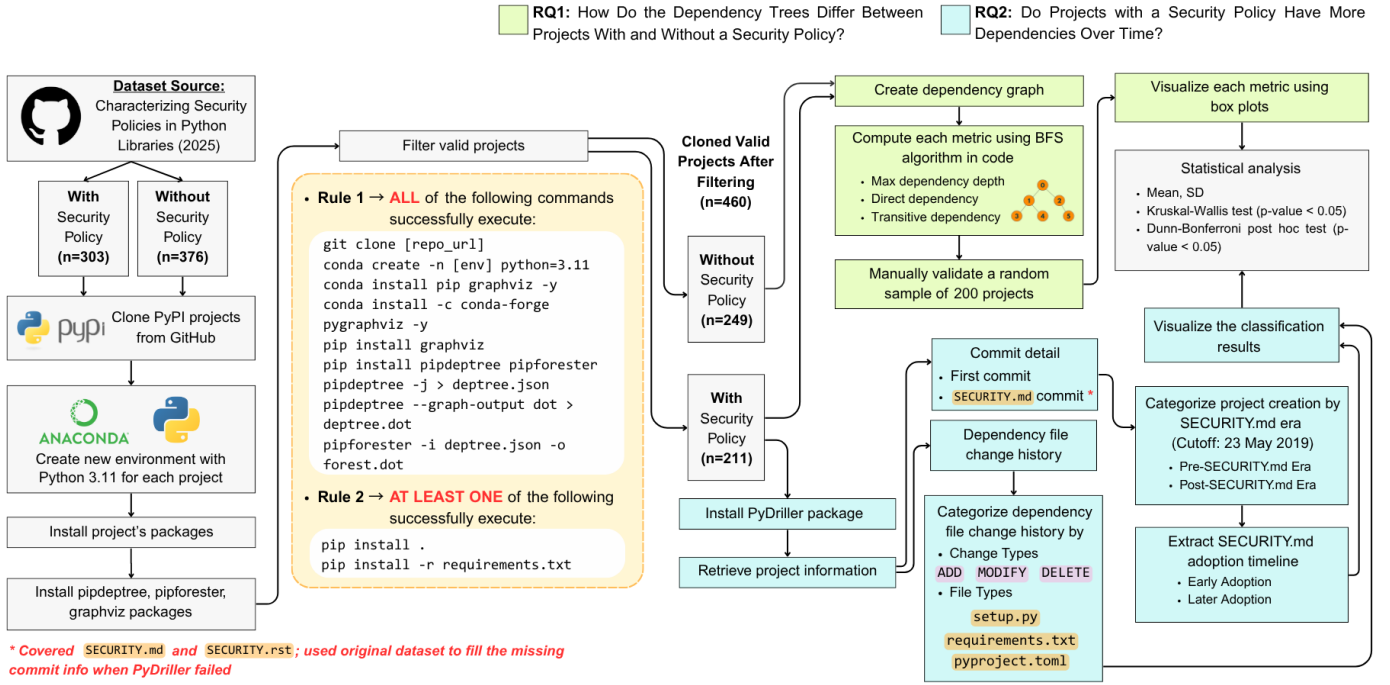 RQ1: How Do the Dependency Trees Differ Between
Projects With and Without a Security Policy?
RQ2: Do Projects with a Security Policy Have More
Dependencies Over Time?
Dataset Source:
Characterizing Security
Policies in Python
Libraries (2025)
With
Security
Policy
(n=303)
Without
Security
Policy
(n=376)
pypi
Clone PyPI projects
from GitHub
ANACONDA
Create new environment with
Python 3.11 for each project
Install project's packages
Install pipdeptree, pipforester,
graphviz packages
* Covered SECURITY.md and SECURITY.rst; used original dataset to fill the missing
commit info when PyDriller failed
Filter valid projects
• Rule 1 → ALL of the following commands
successfully execute:
git clone [repo_url]
conda create -n [env] python=3.11
conda install pip graphviz -y
conda install -c conda-forge
pygraphviz -y
pip install graphviz
pip install pipdeptree pipforester
pipdeptree -j > deptree.json
pipdeptree --graph-output dot >
deptree.dot
pipforester -i deptree.json -o
forest.dot
• Rule 2 → AT LEAST ONE of the following
successfully execute:
pip install .
pip install -r requirements.txt
Cloned Valid
Projects After
Filtering
(n=460)
Without
Security
Policy
(n=249)
With
Security
Policy
(n=211)
Create dependency graph
Compute each metric using BFS
algorithm in code
• Max dependency depth
• Direct dependency
• Transitive dependency
0
1 2
3 4 5
Manually validate a random
sample of 200 projects
Visualize each metric using
box plots
Statistical analysis
• Mean, SD
• Kruskal-Wallis test (p-value < 0.05)
• Dunn-Bonferroni post hoc test (p-
value < 0.05)
Install PyDriller package
Retrieve project information
Commit detail
• First commit
• SECURITY.md commit *
Dependency file
change history
Categorize dependency
file change history by
• Change Types
ADD MODIFY DELETE
• File Types
setup.py
requirements.txt
pyproject.toml
Categorize project creation by
SECURITY.md era
(Cutoff: 23 May 2019)
• Pre-SECURITY.md Era
• Post-SECURITY.md Era
Extract SECURITY.md
adoption timeline
• Early Adoption
• Later Adoption
Visualize the classification
results